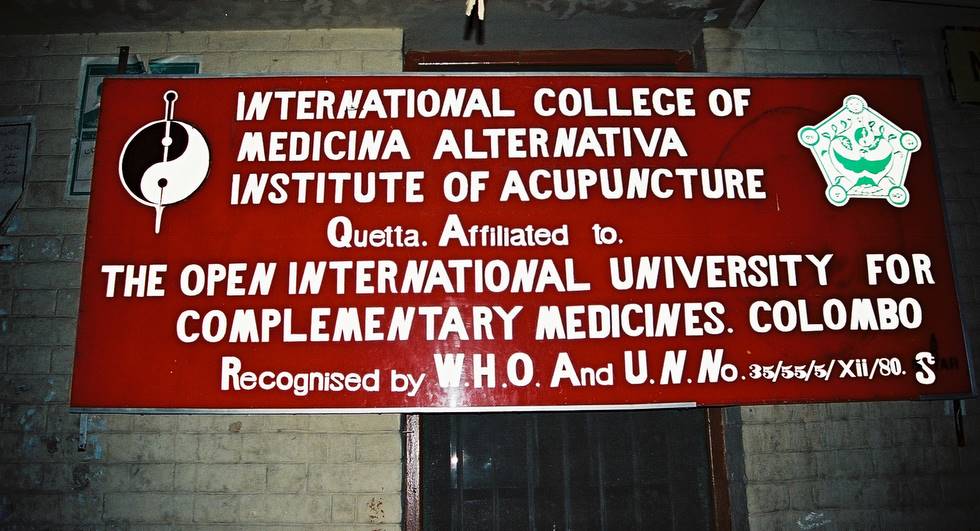 INTERNATIONAL COLLEGE OF
MEDICINA ALTERNATIVA
INSTITUTE OF ACUPUNCTURE
Quetta. Affiliated to.
THE OPEN INTERNATIONAL UNIVERSITY FOR
COMPLEMENTARY MEDICINES. COLOMBO
Recognised by W.H.O. And U.N.No.35/55/5/Xii/80. S